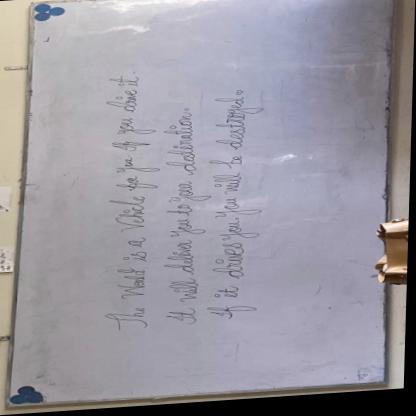 The World is a Vehicle for you If you drive it.
It will deliver you to your destination.
If it drives you you will be destroyed.